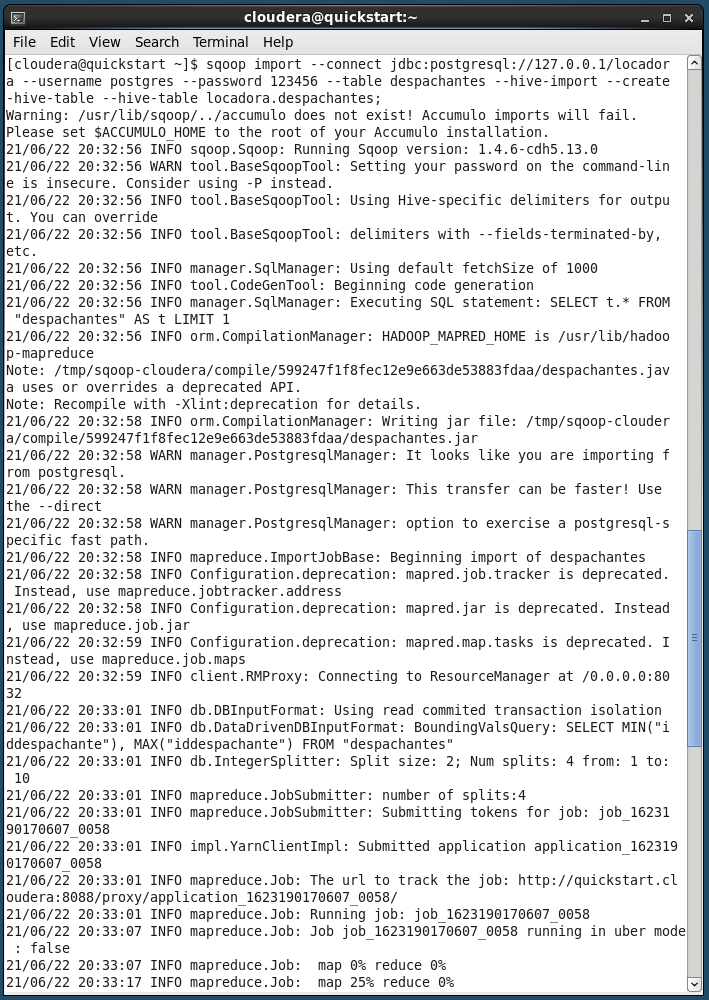 cloudera@quickstart:~
File Edit View Search Terminal Help
[cloudera@quickstart ~]$ sqoop import --connect jdbc:postgresql://127.0.0.1/locador
a --username postgres --password 123456 --table despachantes --hive-import --create
-hive-table --hive-table locadora.despachantes;
Warning: /usr/lib/sqoop/../accumulo does not exist! Accumulo imports will fail.
Please set $ACCUMULO_HOME to the root of your Accumulo installation.
21/06/22 20:32:56 INFO sqoop.Sqoop: Running Sqoop version: 1.4.6-cdh5.13.0
21/06/22 20:32:56 WARN tool.BaseSqoopTool: Setting your password on the command-lin
e is insecure. Consider using -P instead.
21/06/22 20:32:56 INFO tool.BaseSqoopTool: Using Hive-specific delimiters for outpu
t. You can override
21/06/22 20:32:56 INFO tool.BaseSqoopTool: delimiters with --fields-terminated-by,
etc.
21/06/22 20:32:56 INFO manager.SqlManager: Using default fetchSize of 1000
21/06/22 20:32:56 INFO tool.CodeGenTool: Beginning code generation
21/06/22 20:32:56 INFO manager.SqlManager: Executing SQL statement: SELECT t.* FROM
 "despachantes" AS t LIMIT 1
21/06/22 20:32:56 INFO orm.CompilationManager: HADOOP_MAPRED_HOME is /usr/lib/hadoo
p-mapreduce
Note: /tmp/sqoop-cloudera/compile/599247f1f8fec12e9e663de53883fdaa/despachantes.jav
a uses or overrides a deprecated API.
Note: Recompile with -Xlint:deprecation for details.
21/06/22 20:32:58 INFO orm.CompilationManager: Writing jar file: /tmp/sqoop-clouder
a/compile/599247f1f8fec12e9e663de53883fdaa/despachantes.jar
21/06/22 20:32:58 WARN manager.PostgresqlManager: It looks like you are importing f
rom postgresql.
21/06/22 20:32:58 WARN manager.PostgresqlManager: This transfer can be faster! Use
the --direct
21/06/22 20:32:58 WARN manager.PostgresqlManager: option to exercise a postgresql-s
pecific fast path.
21/06/22 20:32:58 INFO mapreduce.ImportJobBase: Beginning import of despachantes
21/06/22 20:32:58 INFO Configuration.deprecation: mapred.job.tracker is deprecated.
 Instead, use mapreduce.jobtracker.address
21/06/22 20:32:58 INFO Configuration.deprecation: mapred.jar is deprecated. Instead
, use mapreduce.job.jar
21/06/22 20:32:59 INFO Configuration.deprecation: mapred.map.tasks is deprecated. I
nstead, use mapreduce.job.maps
21/06/22 20:32:59 INFO client.RMProxy: Connecting to ResourceManager at /0.0.0.0:80
32
21/06/22 20:33:01 INFO db.DBInputFormat: Using read commited transaction isolation
21/06/22 20:33:01 INFO db.DataDrivenDBInputFormat: BoundingValsQuery: SELECT MIN("i
ddespachante"), MAX("iddespachante") FROM "despachantes"
21/06/22 20:33:01 INFO db.IntegerSplitter: Split size: 2; Num splits: 4 from: 1 to:
 10
21/06/22 20:33:01 INFO mapreduce.JobSubmitter: number of splits:4
21/06/22 20:33:01 INFO mapreduce.JobSubmitter: Submitting tokens for job: job_16231
90170607_0058
21/06/22 20:33:01 INFO impl.YarnClientImpl: Submitted application application_162319
0170607_0058
21/06/22 20:33:01 INFO mapreduce.Job: The url to track the job: http://quickstart.cl
oudera:8088/proxy/application_1623190170607_0058/
21/06/22 20:33:01 INFO mapreduce.Job: Running job: job_1623190170607_0058
21/06/22 20:33:07 INFO mapreduce.Job: Job job_1623190170607_0058 running in uber mode
 : false
21/06/22 20:33:07 INFO mapreduce.Job:  map 0% reduce 0%
21/06/22 20:33:17 INFO mapreduce.Job:  map 25% reduce 0%